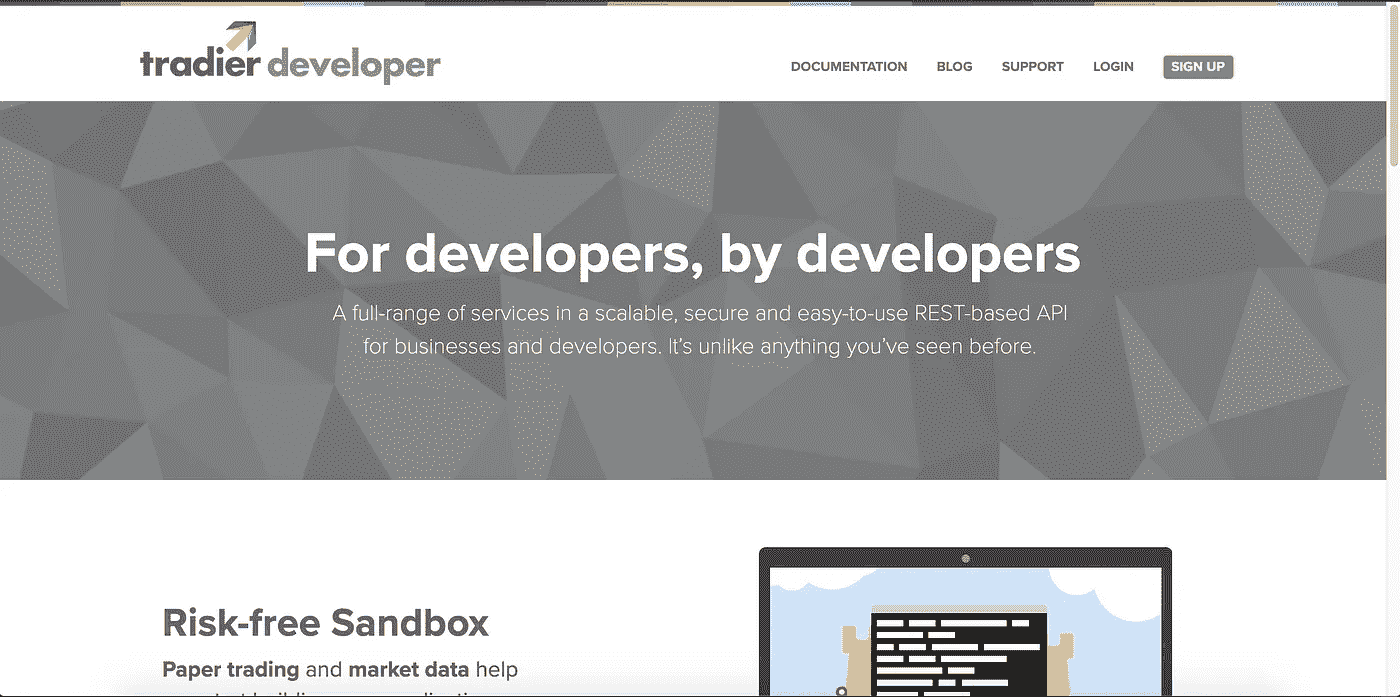 tradier developer
DOCUMENTATION BLOG SUPPORT LOGIN SIGN UP
For developers, by developers
A full-range of services in a scalable, secure and easy-to-use REST-based API
for businesses and developers. It's unlike anything you've seen before.
Risk-free Sandbox
Paper trading and market data help